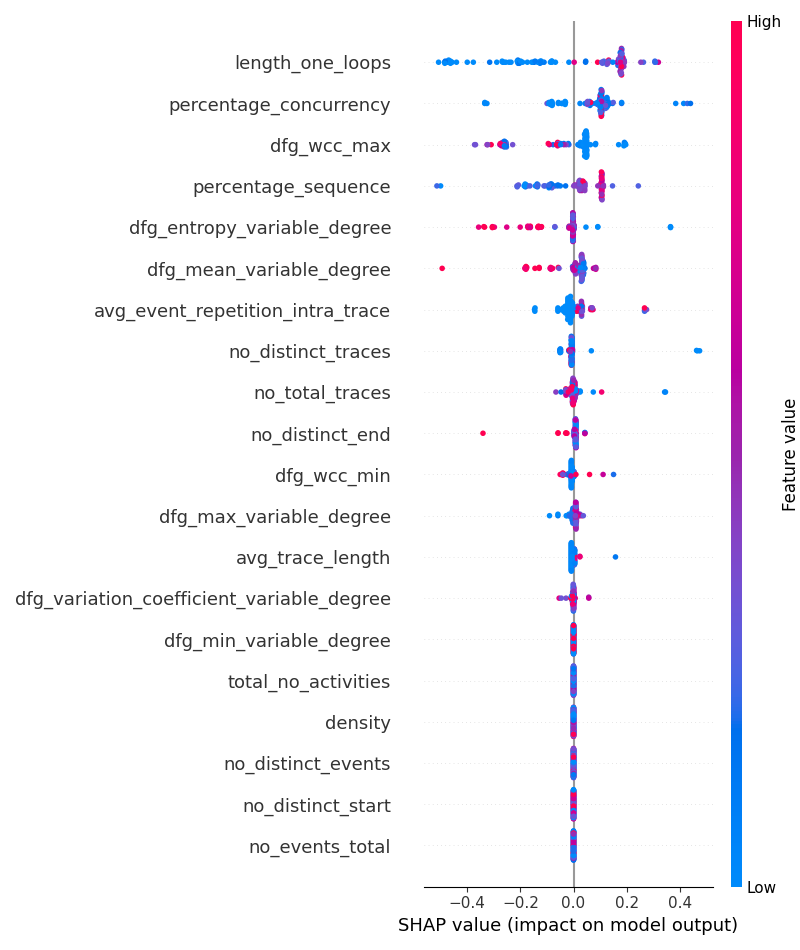 High
length_one_loops
percentage_concurrency
dfg_wcc_max
percentage_sequence
dfg_entropy_variable_degree
dfg_mean_variable_degree
avg_event_repetition_intra_trace
no_distinct_traces
no_total_traces
no_distinct_end
dfg_wcc_min
dfg_max_variable_degree
avg_trace_length
dfg_variation_coefficient_variable_degree
dfg_min_variable_degree
total_no_activities
density
no_distinct_events
no_distinct_start
no_events_total
Feature value
Low
−0.4 −0.2 0.0 0.2 0.4
SHAP value (impact on model output)